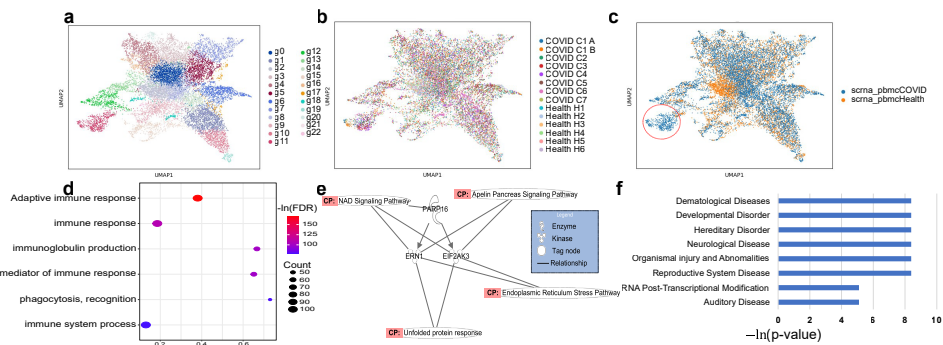 a
UMAP2
UMAP1
g0
g1
g2
g3
g4
g5
g6
g7
g8
g9
g10
g11
g12
g13
g14
g15
g16
g17
g18
g19
g20
g21
g22
b
UMAP2
UMAP1
COVID C1 A
COVID C1 B
COVID C2
COVID C3
COVID C4
COVID C5
COVID C6
COVID C7
Health H1
Health H2
Health H3
Health H4
Health H5
Health H6
c
UMAP2
UMAP1
scrna_pbmcCOVID
scrna_pbmcHealth
d
Adaptive immune response
immune response
immunoglobulin production
mediator of immune response
phagocytosis, recognition
immune system process
0.2
0.4
-ln(FDR)
150
125
100
Count
50
60
70
80
90
100
e
CP: NAD Signaling Pathway
PARP16
CP: Apelin Pancreas Signaling Pathway
ERN1
EIF2AK3
CP: Endoplasmic Reticulum Stress Pathway
CP: Unfolded protein response
Legend
Enzyme
Kinase
Tag node
Relationship
f
Dematological Diseases
Developmental Disorder
Hereditary Disorder
Neurological Disease
Organismal injury and Abnormalities
Reproductive System Disease
RNA Post-Transcriptional Modification
Auditory Disease
0 2 4 6 8 10
−ln(p-value)